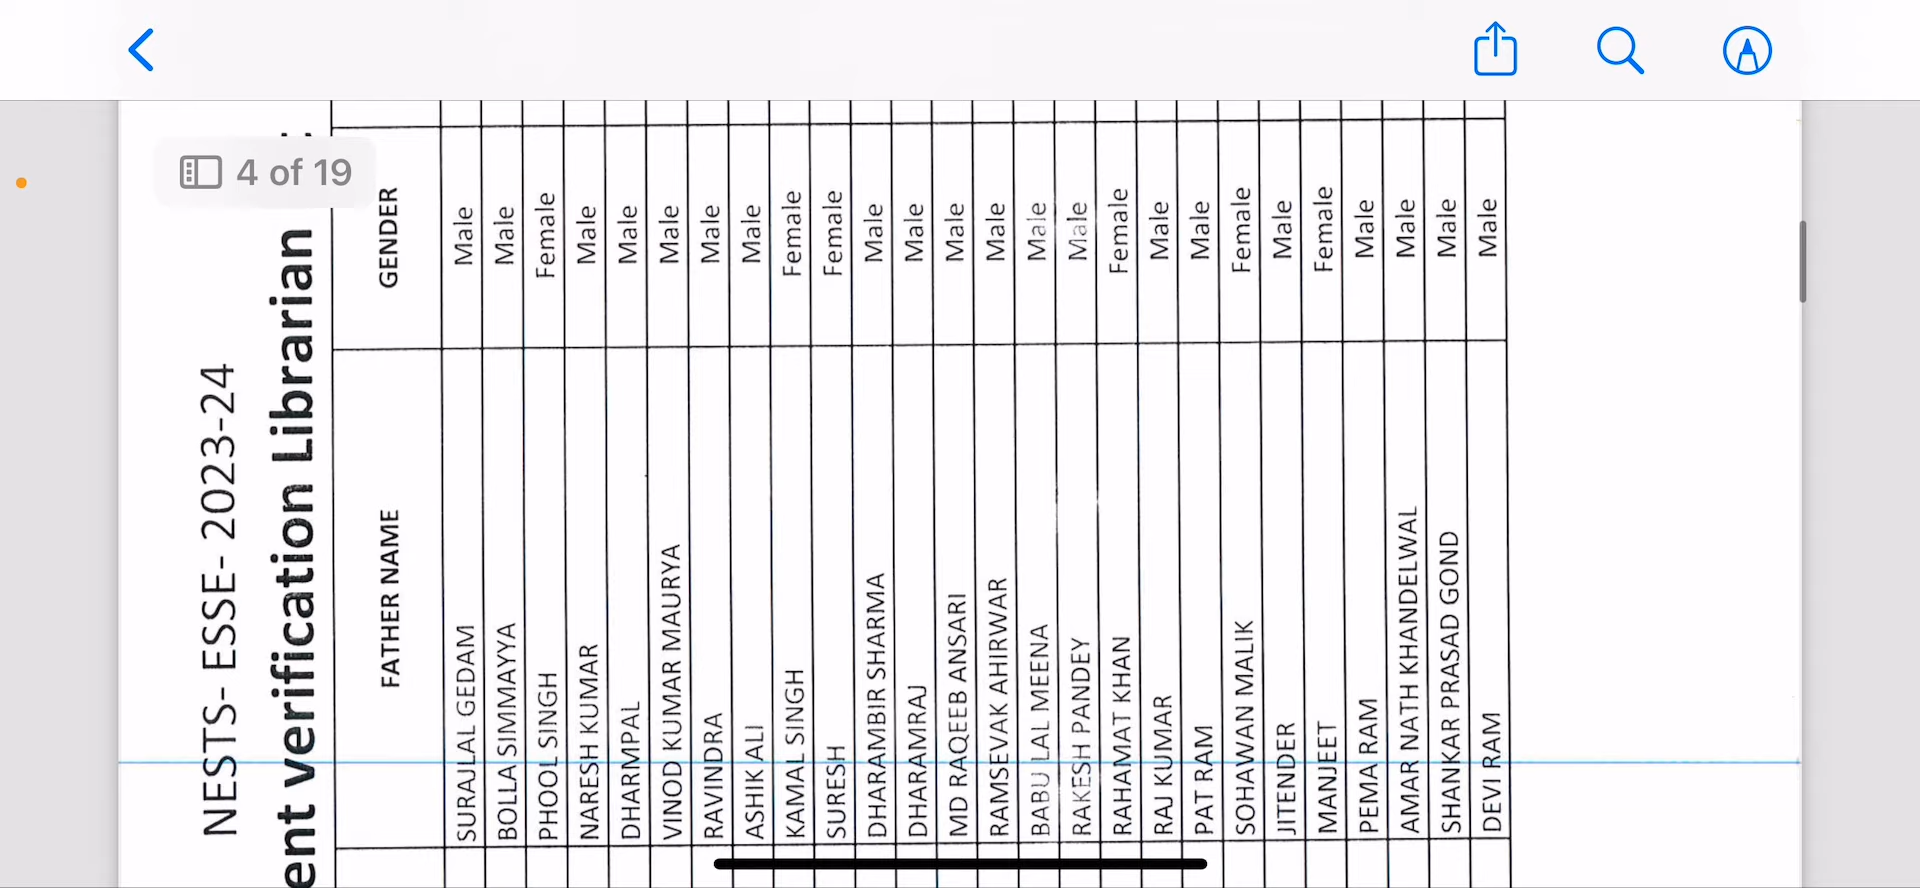 4 of 19
NESTS- ESSE- 2023-24
ent verification Librarian
FATHER NAME GENDER
SURAJLAL GEDAM Male
BOLLA SIMMAYYA Male
PHOOL SINGH Female
NARESH KUMAR Male
DHARMPAL Male
VINOD KUMAR MAURYA Male
RAVINDRA Male
ASHIK ALI Male
KAMAL SINGH Female
SURESH Female
DHARAMBIR SHARMA Male
DHARAMRAJ Male
MD RAQEEB ANSARI Male
RAMSEVAK AHIRWAR Male
BABU LAL MEENA Male
RAKESH PANDEY Male
RAHAMAT KHAN Female
RAJ KUMAR Male
PAT RAM Male
SOHAWAN MALIK Female
JITENDER Male
MANJEET Female
PEMA RAM Male
AMAR NATH KHANDELWAL Male
SHANKAR PRASAD GOND Male
DEVI RAM Male